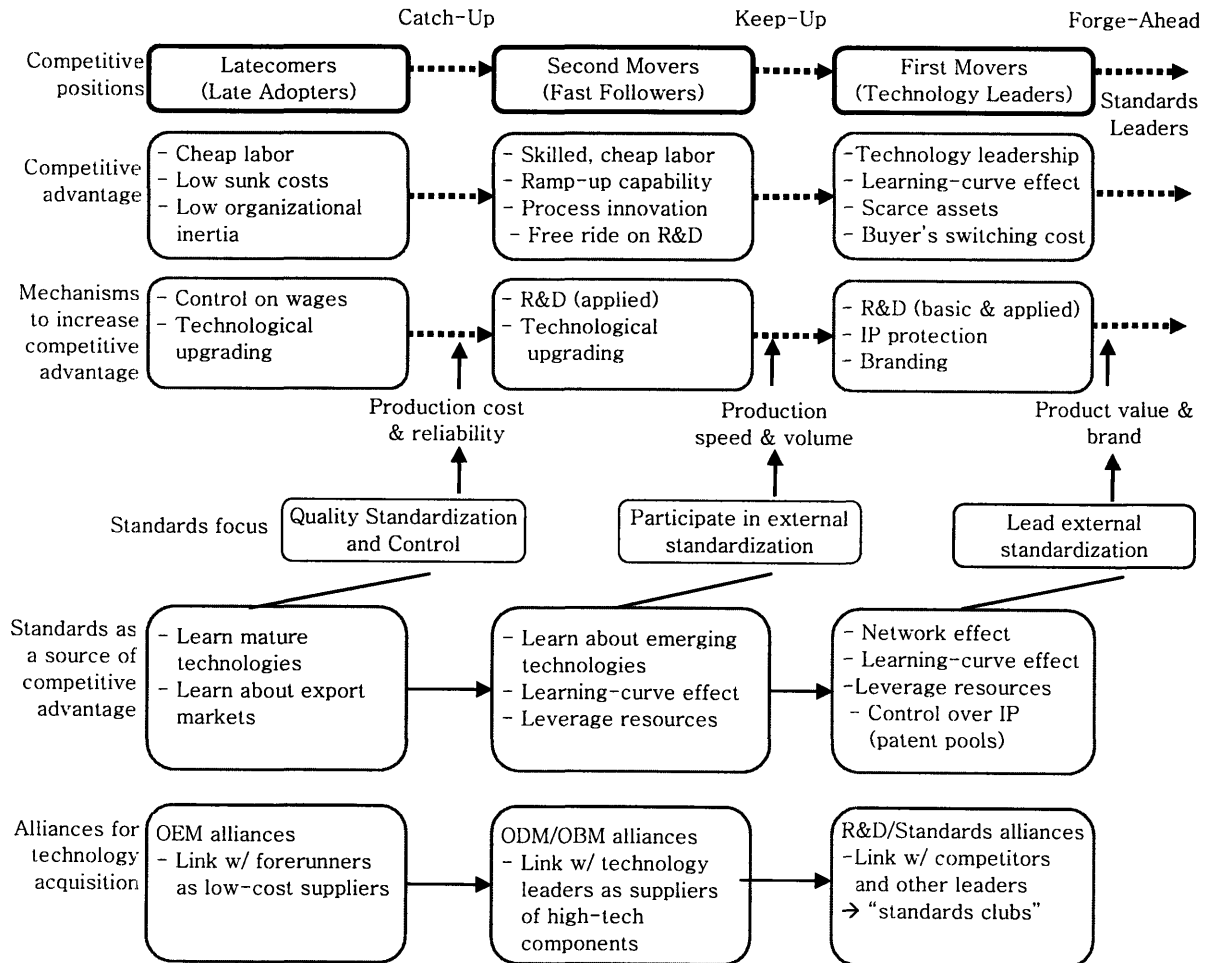 Catch-Up
Keep-Up
Forge-Ahead
Competitive
positions
Latecomers
(Late Adopters)
Second Movers
(Fast Followers)
First Movers
(Technology Leaders)
Standards
Leaders
Competitive
advantage
- Cheap labor
- Low sunk costs
- Low organizational
inertia
- Skilled, cheap labor
- Ramp-up capability
- Process innovation
- Free ride on R&D
-Technology leadership
- Learning-curve effect
- Scarce assets
- Buyer's switching cost
Mechanisms
to increase
competitive
advantage
- Control on wages
- Technological
upgrading
- R&D (applied)
- Technological
upgrading
- R&D (basic & applied)
- IP protection
- Branding
Production cost
& reliability
Production
speed & volume
Product value &
brand
Standards focus
Quality Standardization
and Control
Participate in external
standardization
Lead external
standardization
Standards as
a source of
competitive
advantage
- Learn mature
technologies
- Learn about export
markets
- Learn about emerging
technologies
- Learning-curve effect
- Leverage resources
- Network effect
- Learning-curve effect
-Leverage resources
- Control over IP
(patent pools)
Alliances for
technology
acquisition
OEM alliances
- Link w/ forerunners
as low-cost suppliers
ODM/OBM alliances
- Link w/ technology
leaders as suppliers
of high-tech
components
R&D/Standards alliances
-Link w/ competitors
and other leaders
→ “standards clubs”